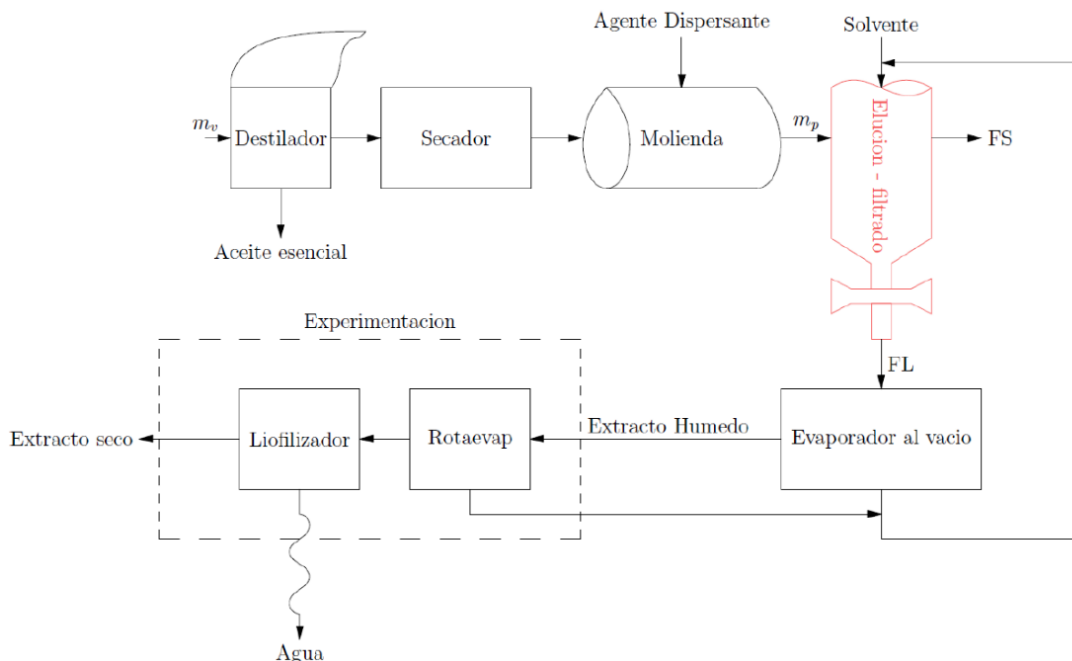 Agente Dispersante
Solvente
m_v
Destilador
Secador
Molienda
m_p
Elucion - filtrado
FS
Aceite esencial
Experimentacion
FL
Extracto seco
Liofilizador
Rotaevap
Extracto Humedo
Evaporador al vacio
Agua